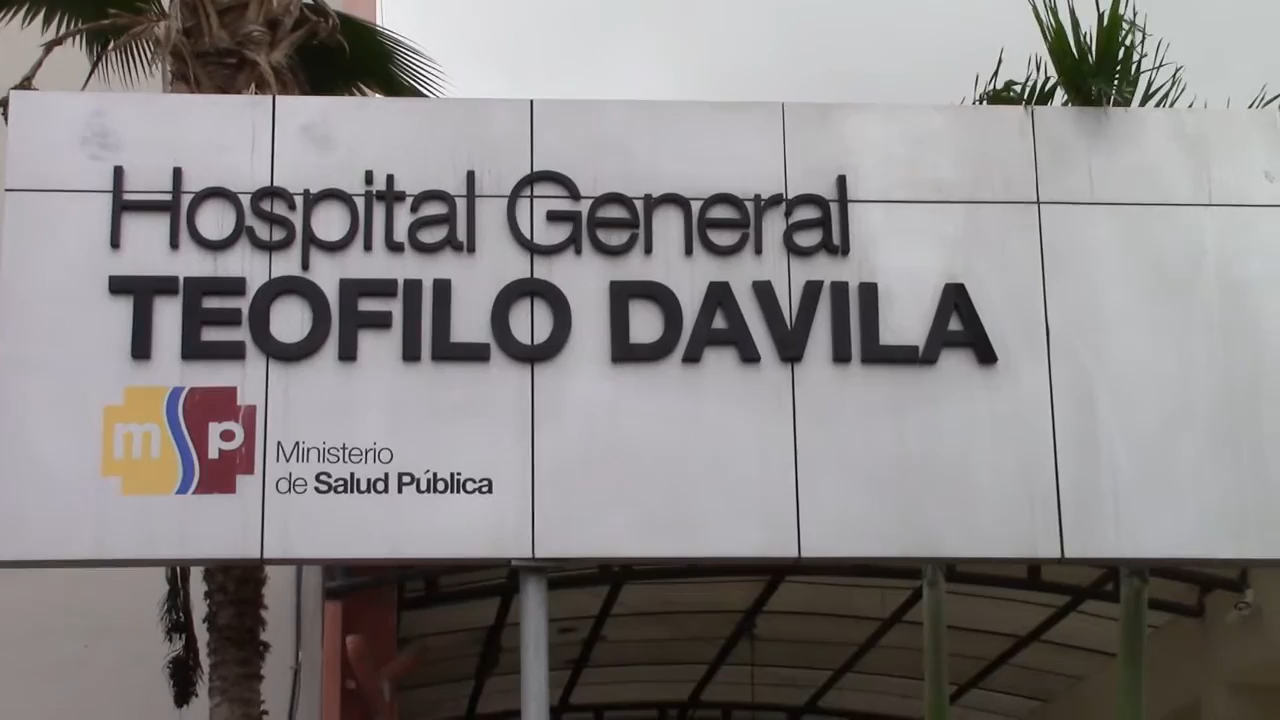 Hospital General
TEOFILO DAVILA
msp
Ministerio
de Salud Pública